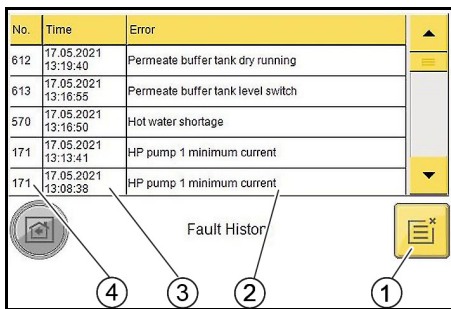 No. Time Error
612 17.05.2021 13:19:40 Permeate buffer tank dry running
613 17.05.2021 13:16:55 Permeate buffer tank level switch
570 17.05.2021 13:16:50 Hot water shortage
171 17.05.2021 13:13:41 HP pump 1 minimum current
171 17.05.2021 13:08:38 HP pump 1 minimum current
Fault Histor
4 3 2 1